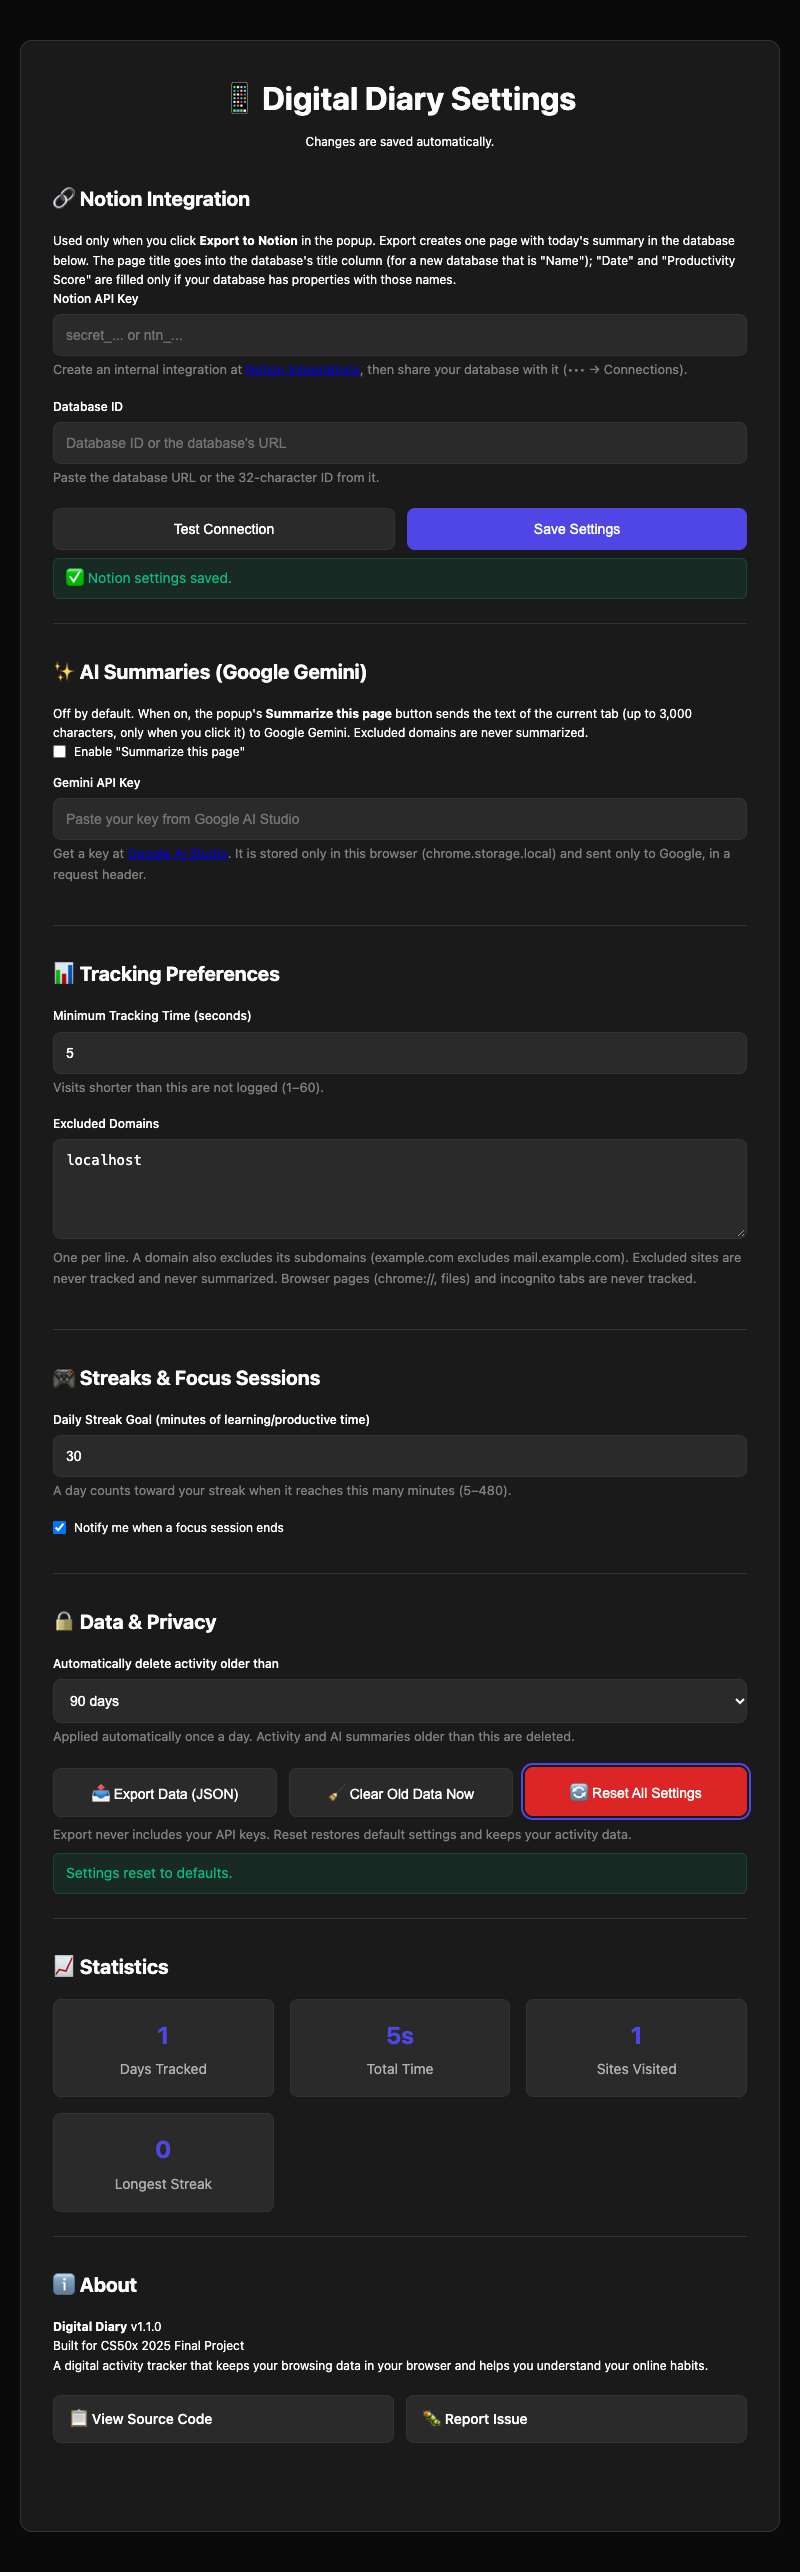 📱 Digital Diary Settings
Changes are saved automatically.
🔗 Notion Integration
Used only when you click Export to Notion in the popup. Export creates one page with today's summary in the database
below. The page title goes into the database's title column (for a new database that is "Name"); "Date" and "Productivity
Score" are filled only if your database has properties with those names.
Notion API Key
secret_... or ntn_...
Create an internal integration at Notion Integrations, then share your database with it (••• → Connections).
Database ID
Database ID or the database's URL
Paste the database URL or the 32-character ID from it.
Test Connection
Save Settings
✅ Notion settings saved.
✨ AI Summaries (Google Gemini)
Off by default. When on, the popup's Summarize this page button sends the text of the current tab (up to 3,000
characters, only when you click it) to Google Gemini. Excluded domains are never summarized.
Enable "Summarize this page"
Gemini API Key
Paste your key from Google AI Studio
Get a key at Google AI Studio. It is stored only in this browser (chrome.storage.local) and sent only to Google, in a
request header.
📊 Tracking Preferences
Minimum Tracking Time (seconds)
5
Visits shorter than this are not logged (1–60).
Excluded Domains
localhost
One per line. A domain also excludes its subdomains (example.com excludes mail.example.com). Excluded sites are
never tracked and never summarized. Browser pages (chrome://, files) and incognito tabs are never tracked.
🎮 Streaks & Focus Sessions
Daily Streak Goal (minutes of learning/productive time)
30
A day counts toward your streak when it reaches this many minutes (5–480).
Notify me when a focus session ends
🔒 Data & Privacy
Automatically delete activity older than
90 days
Applied automatically once a day. Activity and AI summaries older than this are deleted.
📤 Export Data (JSON)
🧹 Clear Old Data Now
🔄 Reset All Settings
Export never includes your API keys. Reset restores default settings and keeps your activity data.
Settings reset to defaults.
📈 Statistics
1
Days Tracked
5s
Total Time
1
Sites Visited
0
Longest Streak
ℹ️ About
Digital Diary v1.1.0
Built for CS50x 2025 Final Project
A digital activity tracker that keeps your browsing data in your browser and helps you understand your online habits.
📋 View Source Code
🐛 Report Issue